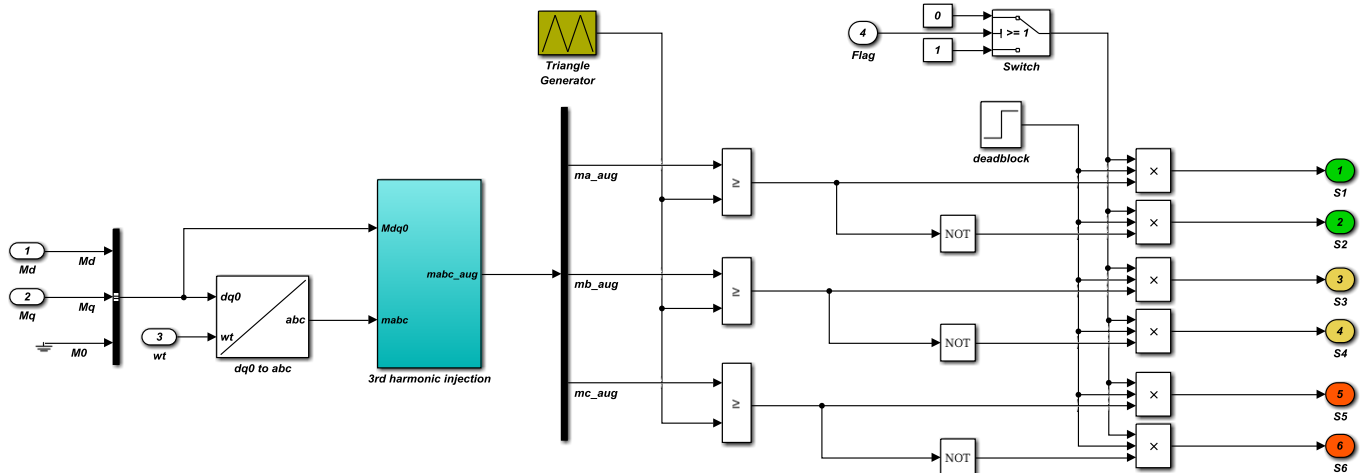 0
4
>= 1
Flag
1
Switch
Triangle
Generator
deadblock
ma_aug
≥
×
1
S1
NOT
×
2
S2
Mdq0
1
Md
Md
mabc_aug
mb_aug
≥
×
3
S3
2
Mq
Mq
dq0
abc
wt
3
wt
mabc
NOT
×
4
S4
M0
dq0 to abc
3rd harmonic injection
mc_aug
≥
×
5
S5
NOT
×
6
S6